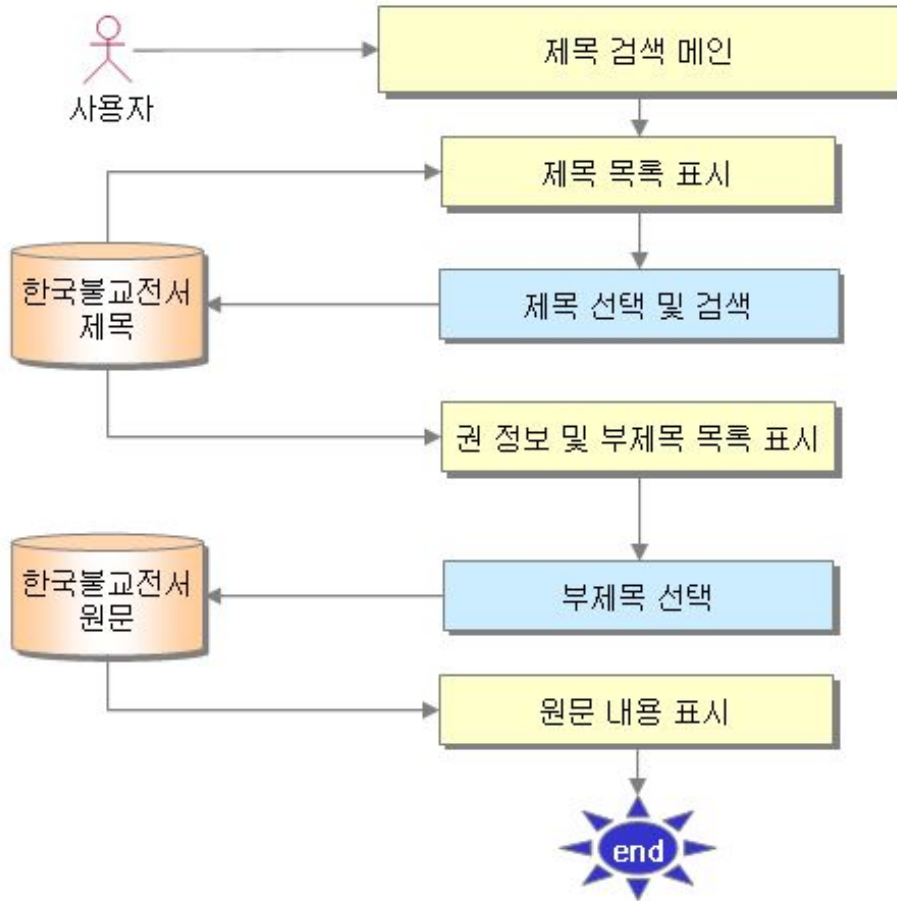 제목 검색 메인
사용자
제목 목록 표시
한국불교전서
제목
제목 선택 및 검색
권 정보 및 부제목 목록 표시
한국불교전서
원문
부제목 선택
원문 내용 표시
end